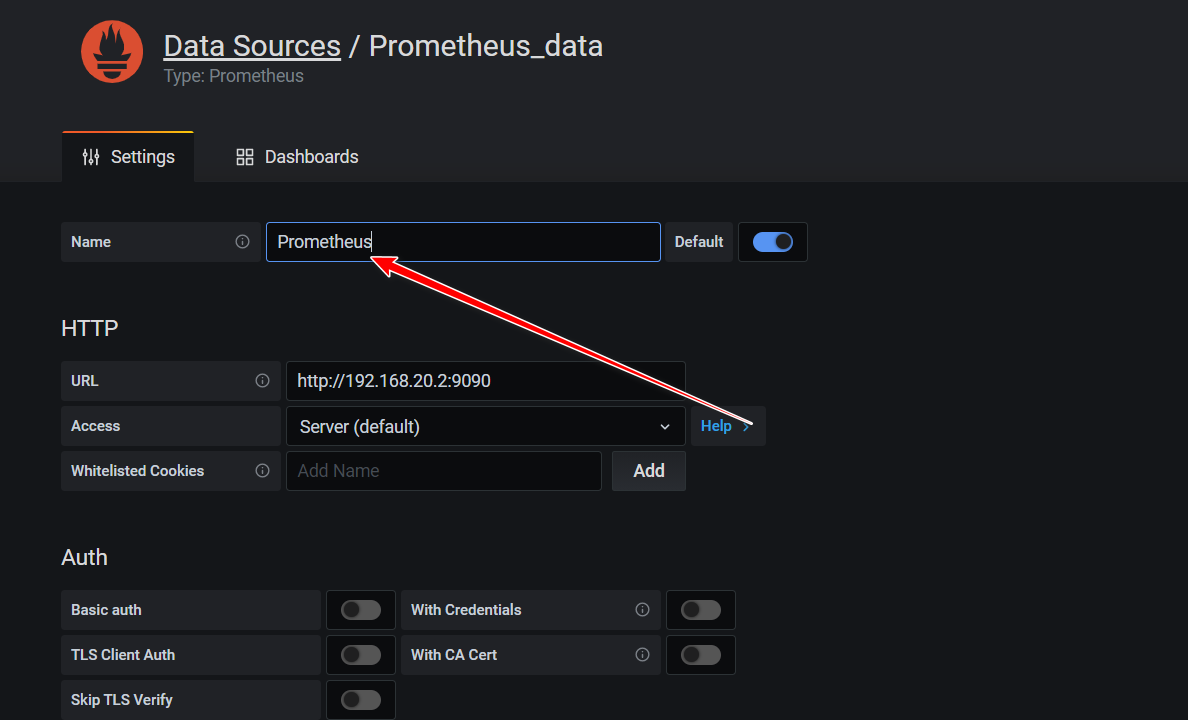 Data Sources / Prometheus_data
Type: Prometheus
Settings Dashboards
Name Prometheus Default
HTTP
URL http://192.168.20.2:9090
Access Server (default) Help
Whitelisted Cookies Add Name Add
Auth
Basic auth With Credentials
TLS Client Auth With CA Cert
Skip TLS Verify